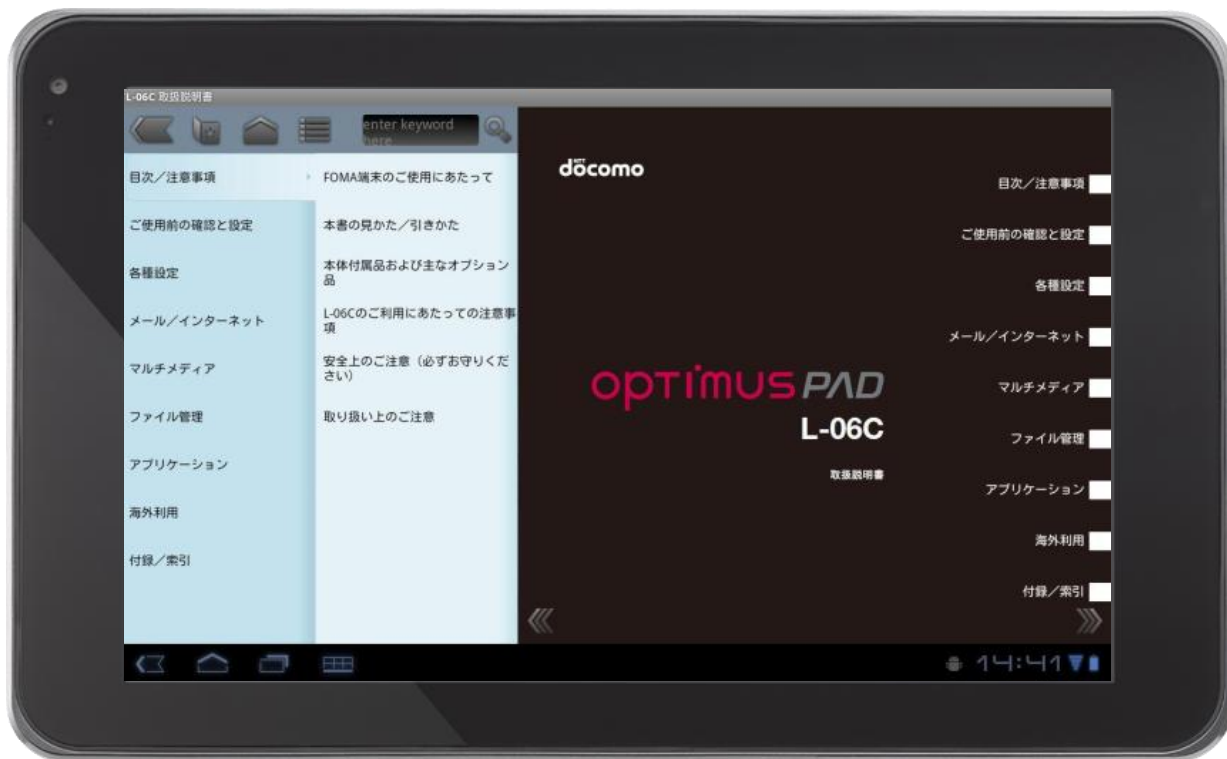 L-06C 取扱説明書
enter keyword
here
目次／注意事項
ご使用前の確認と設定
各種設定
メール／インターネット
マルチメディア
ファイル管理
アプリケーション
海外利用
付録／索引
FOMA端末のご使用にあたって
本書の見かた／引きかた
本体付属品および主なオプション
品
L-06Cのご利用にあたっての注意事
項
安全上のご注意（必ずお守りくだ
さい）
取り扱い上のご注意
NTT
docomo
OPTIMUS PAD
L-06C
取扱説明書
目次／注意事項
ご使用前の確認と設定
各種設定
メール／インターネット
マルチメディア
ファイル管理
アプリケーション
海外利用
付録／索引
14:41